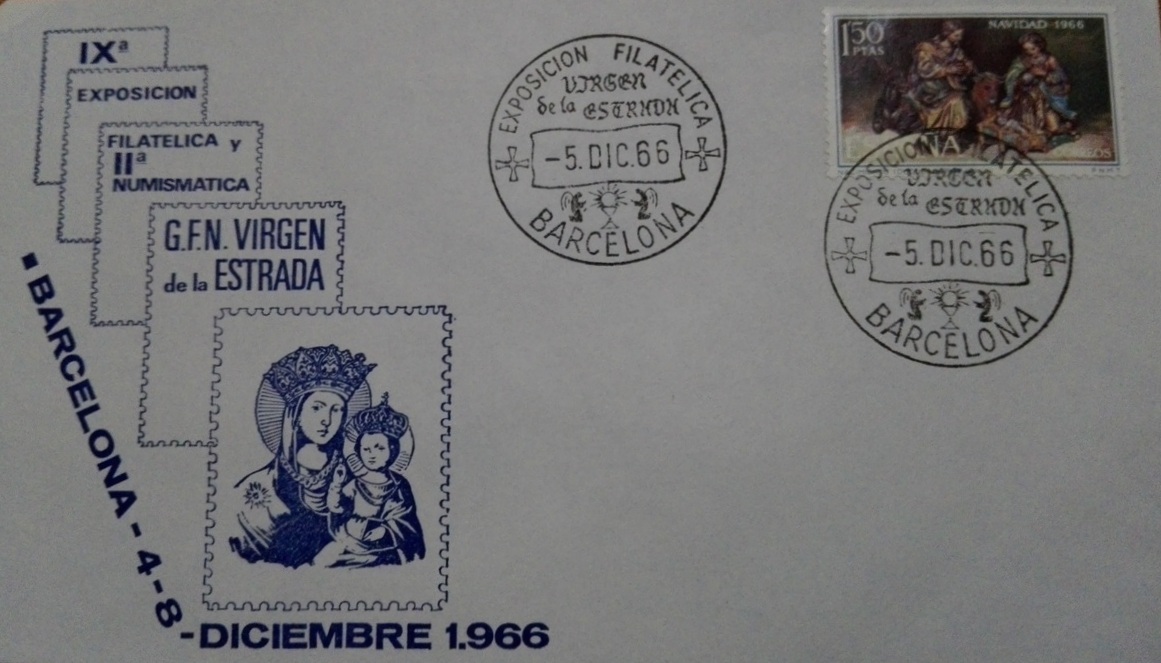 IXª
EXPOSICION
FILATELICA y
IIª
NUMISMATICA
G.F.N. VIRGEN
de la ESTRADA
BARCELONA - 4-8-DICIEMBRE 1.966
EXPOSICION FILATELICA
VIRGEN
de la ESTRADA
-5. DIC. 66
BARCELONA
1'50
PTAS
NAVIDAD 1966
F.N.M.T
EXPOSICION FILATELICA
VIRGEN
de la ESTRADA
-5. DIC. 66
BARCELONA